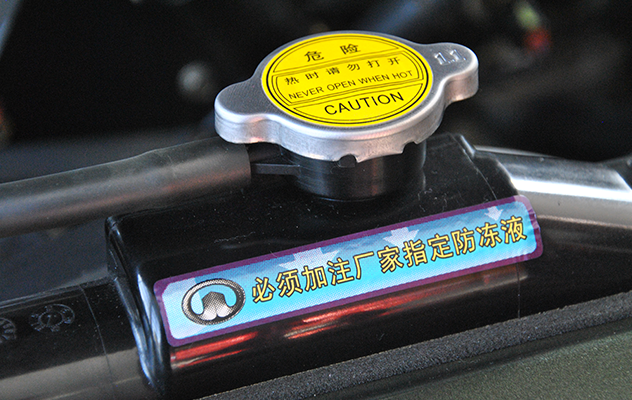 危险
热时请勿打开
NEVER OPEN WHEN HOT
CAUTION
1.1
必须加注厂家指定防冻液